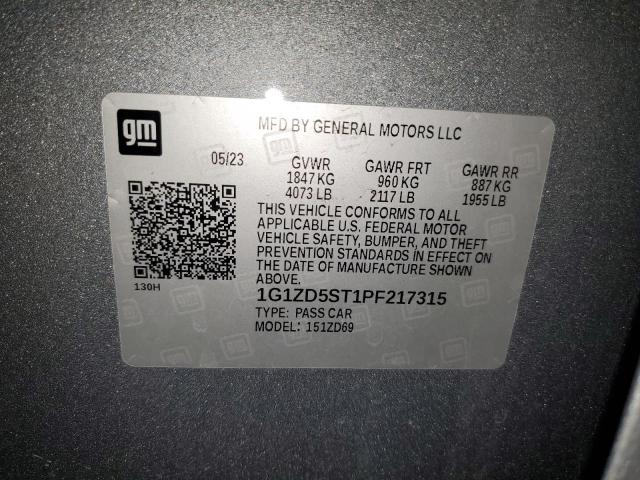 gm
MFD BY GENERAL MOTORS LLC
05/23 GVWR GAWR FRT GAWR RR
1847 KG 960 KG 887 KG
4073 LB 2117 LB 1955 LB
THIS VEHICLE CONFORMS TO ALL
APPLICABLE U.S. FEDERAL MOTOR
VEHICLE SAFETY, BUMPER, AND THEFT
PREVENTION STANDARDS IN EFFECT ON
THE DATE OF MANUFACTURE SHOWN
ABOVE.
130H
1G1ZD5ST1PF217315
TYPE: PASS CAR
MODEL: 151ZD69